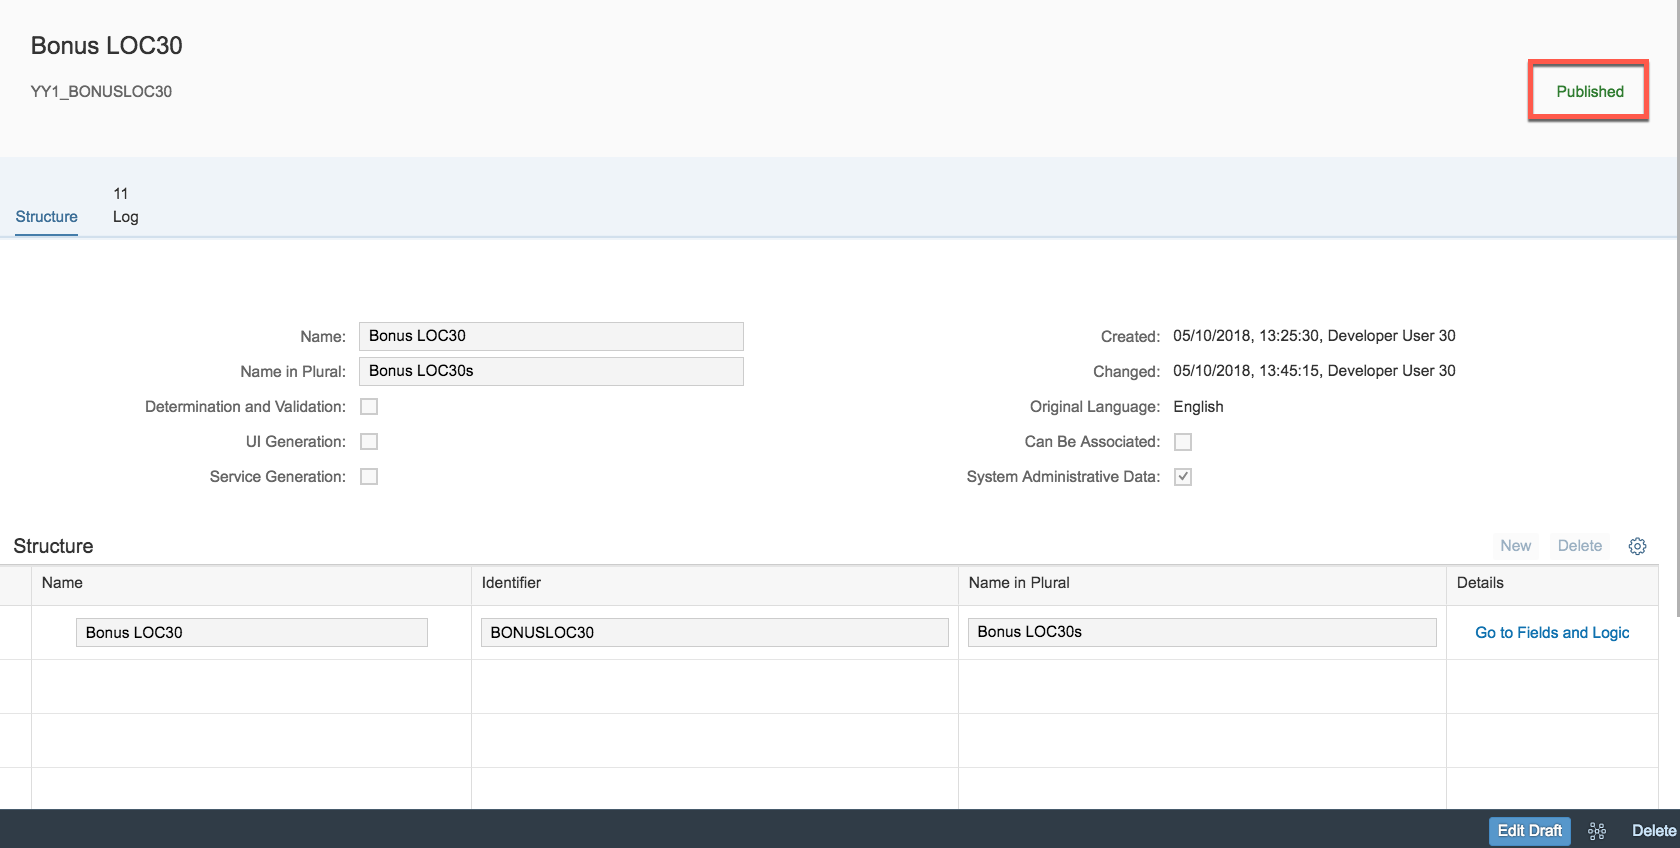 Bonus LOC30
YY1_BONUSLOC30
Published
11
Structure Log
Name: Bonus LOC30
Name in Plural: Bonus LOC30s
Determination and Validation:
UI Generation:
Service Generation:
Created: 05/10/2018, 13:25:30, Developer User 30
Changed: 05/10/2018, 13:45:15, Developer User 30
Original Language: English
Can Be Associated:
System Administrative Data:
Structure New Delete
Name Identifier Name in Plural Details
Bonus LOC30 BONUSLOC30 Bonus LOC30s Go to Fields and Logic
Edit Draft Delete